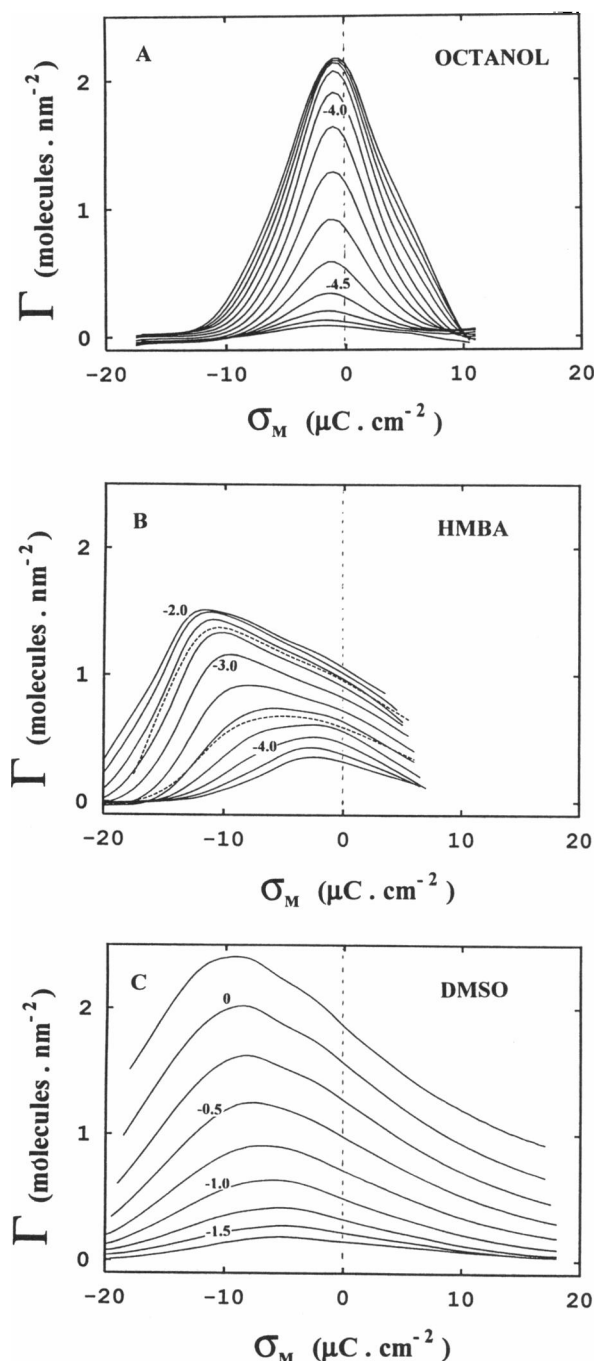 A
OCTANOL
2
-4.0
1
-4.5
0
Γ (molecules . nm⁻²)
−20
−10
0
10
20
σM (µC . cm⁻²)
B
HMBA
2
-2.0
-3.0
1
-4.0
0
Γ (molecules . nm⁻²)
−20
−10
0
10
20
σM (µC . cm⁻²)
C
DMSO
2
0
-0.5
1
-1.0
-1.5
0
Γ (molecules . nm⁻²)
−20
−10
0
10
20
σM (µC . cm⁻²)